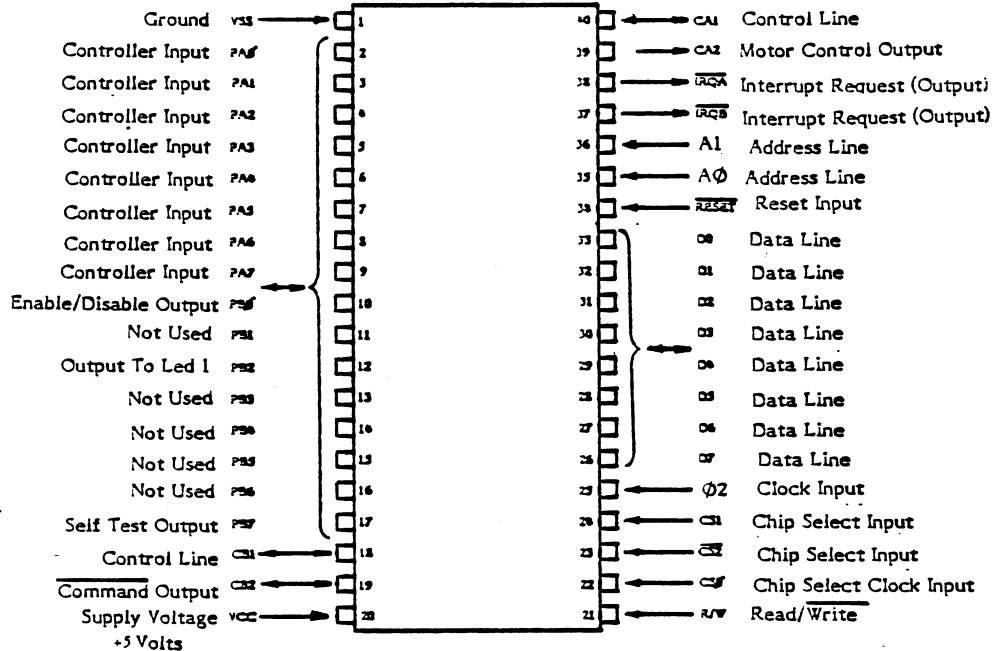 Ground VSS 1
Controller Input PAØ 2
Controller Input PA1 3
Controller Input PA2 4
Controller Input PA3 5
Controller Input PA4 6
Controller Input PA5 7
Controller Input PA6 8
Controller Input PA7 9
Enable/Disable Output PBØ 10
Not Used PB1 11
Output To Led 1 PB2 12
Not Used PB3 13
Not Used PB4 14
Not Used PB5 15
Not Used PB6 16
Self Test Output PB7 17
Control Line CB1 18
Command Output CB2 19
Supply Voltage VCC 20
+5 Volts
40 CA1 Control Line
39 CA2 Motor Control Output
38 IRQA Interrupt Request (Output)
37 IRQB Interrupt Request (Output)
36 A1 Address Line
35 AØ Address Line
34 RESET Reset Input
33 D0 Data Line
32 D1 Data Line
31 D2 Data Line
30 D3 Data Line
29 D4 Data Line
28 D5 Data Line
27 D6 Data Line
26 D7 Data Line
25 Ø2 Clock Input
24 CS1 Chip Select Input
23 CS2 Chip Select Input
22 CSØ Chip Select Clock Input
21 R/W Read/Write